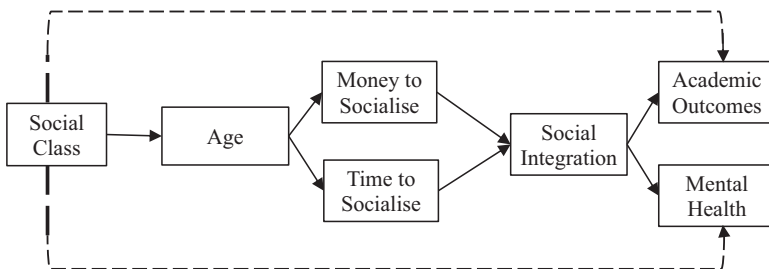 Social
Class
Age
Money to
Socialise
Time to
Socialise
Social
Integration
Academic
Outcomes
Mental
Health